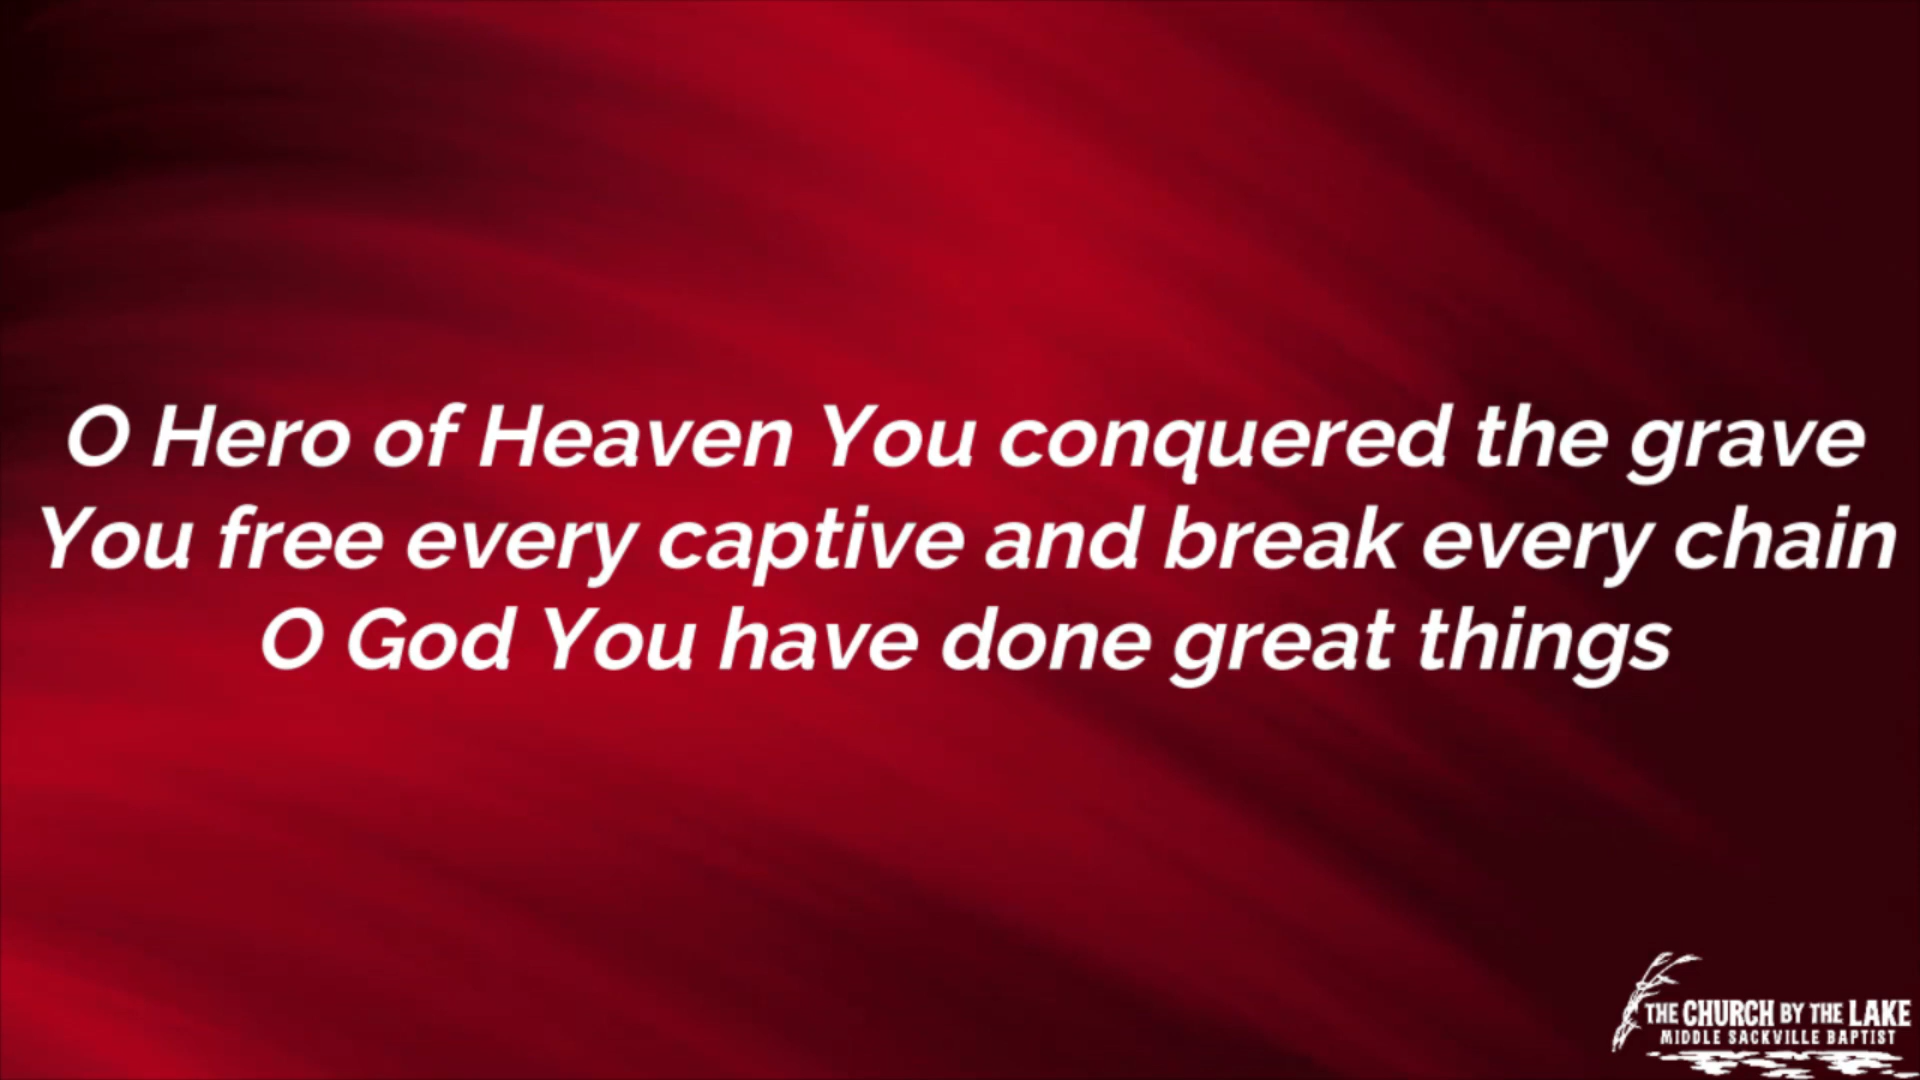 O Hero of Heaven You conquered the grave
You free every captive and break every chain
O God You have done great things
THE CHURCH BY THE LAKE
MIDDLE SACKVILLE BAPTIST